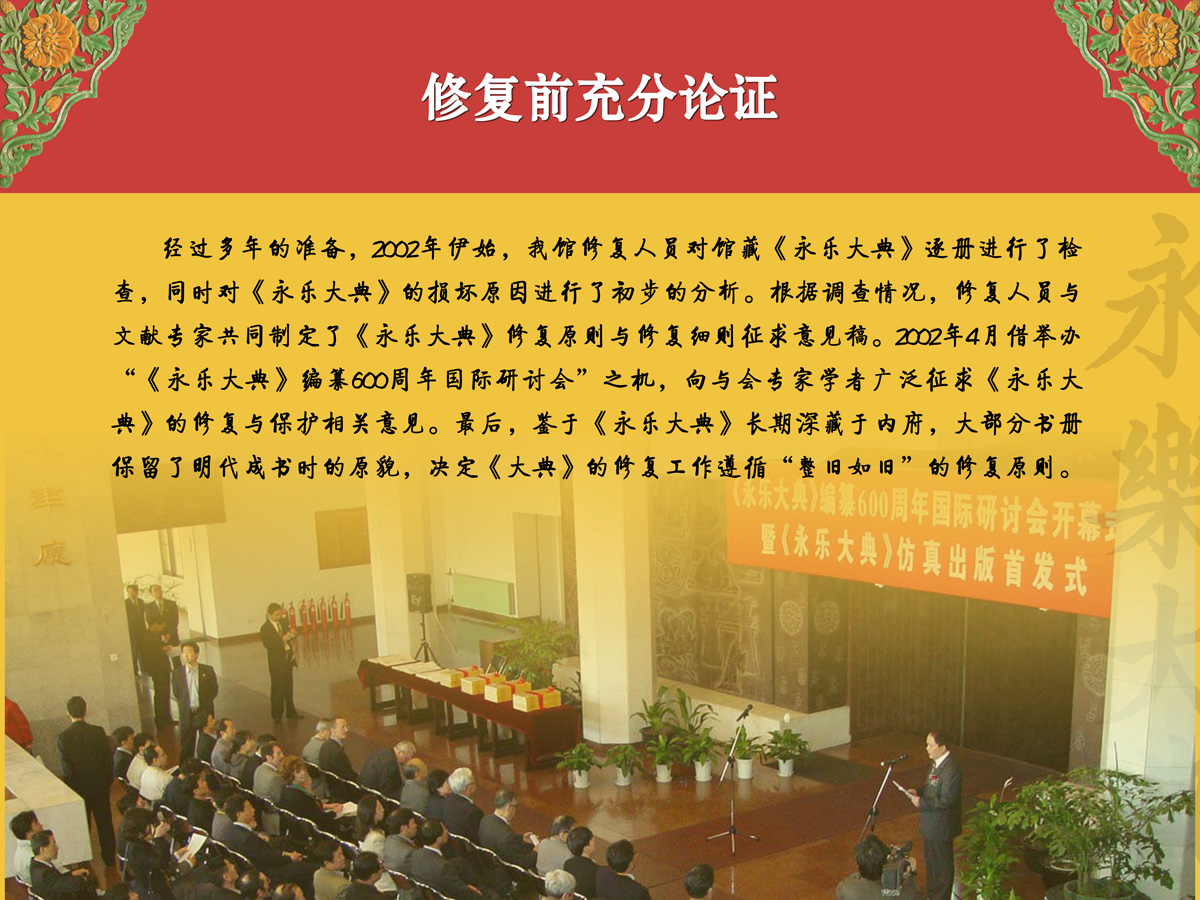 修复前充分论证
经过多年的准备，2002年伊始，我馆修复人员对馆藏《永乐大典》逐册进行了检
查，同时对《永乐大典》的损坏原因进行了初步的分析。根据调查情况，修复人员与
文献专家共同制定了《永乐大典》修复原则与修复细则征求意见稿。2002年4月借举办
“《永乐大典》编纂600周年国际研讨会”之机，向与会专家学者广泛征求《永乐大
典》的修复与保护相关意见。最后，鉴于《永乐大典》长期深藏于内府，大部分书册
保留了明代成书时的原貌，决定《大典》的修复工作遵循“整旧如旧”的修复原则。
《永乐大典》编纂600周年国际研讨会开幕式
暨《永乐大典》仿真出版首发式
永樂大